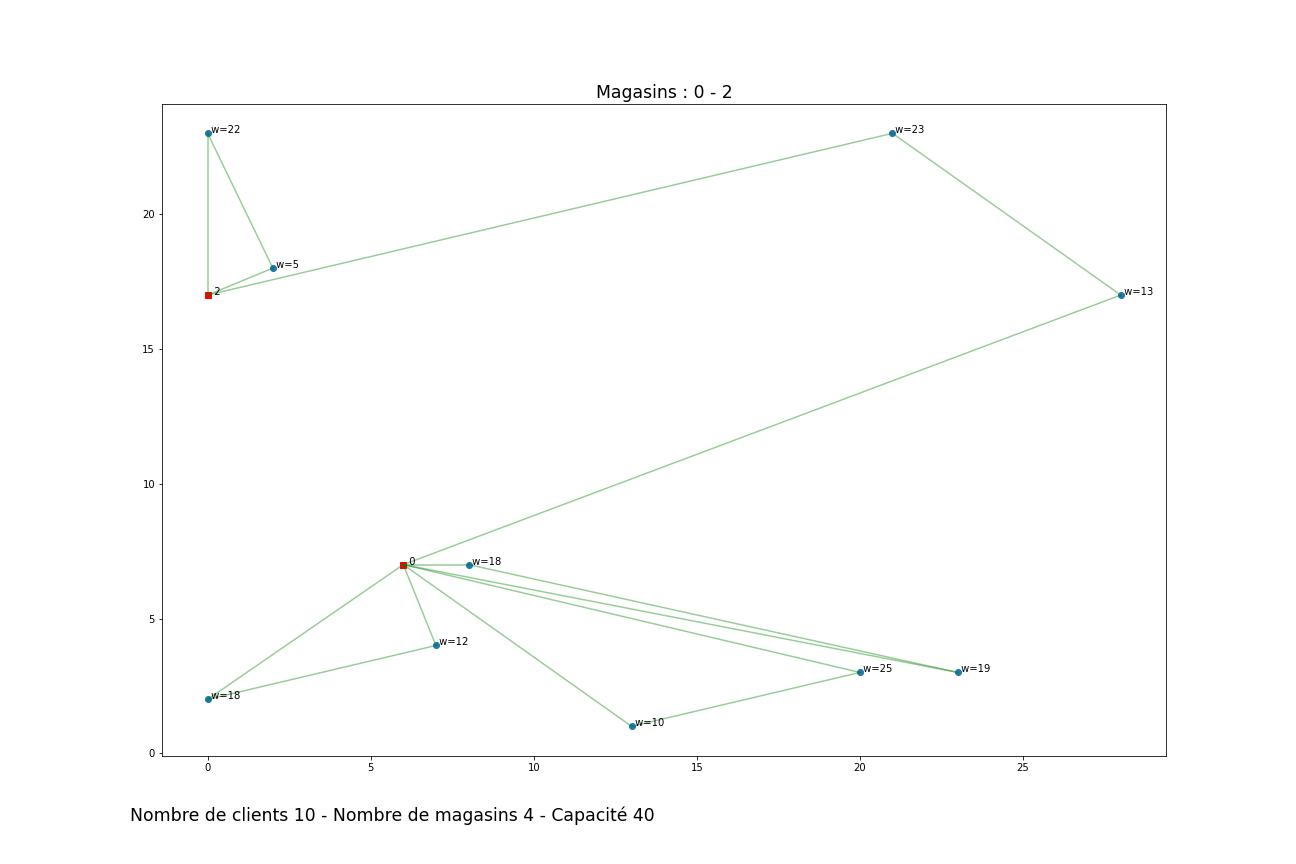 Magasins : 0 - 2
w=22
w=23
20
w=5
2
w=13
15
10
0
w=18
5
w=12
w=25
w=19
w=18
w=10
0
0
5
10
15
20
25
Nombre de clients 10 - Nombre de magasins 4 - Capacité 40